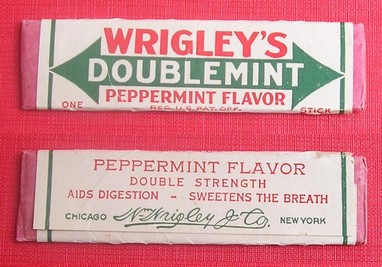 WRIGLEY'S
DOUBLEMINT
PEPPERMINT FLAVOR
ONE REG. U.S. PAT. OFF. STICK
PEPPERMINT FLAVOR
DOUBLE STRENGTH
AIDS DIGESTION – SWEETENS THE BREATH
CHICAGO Wm Wrigley Jr Co. NEW YORK